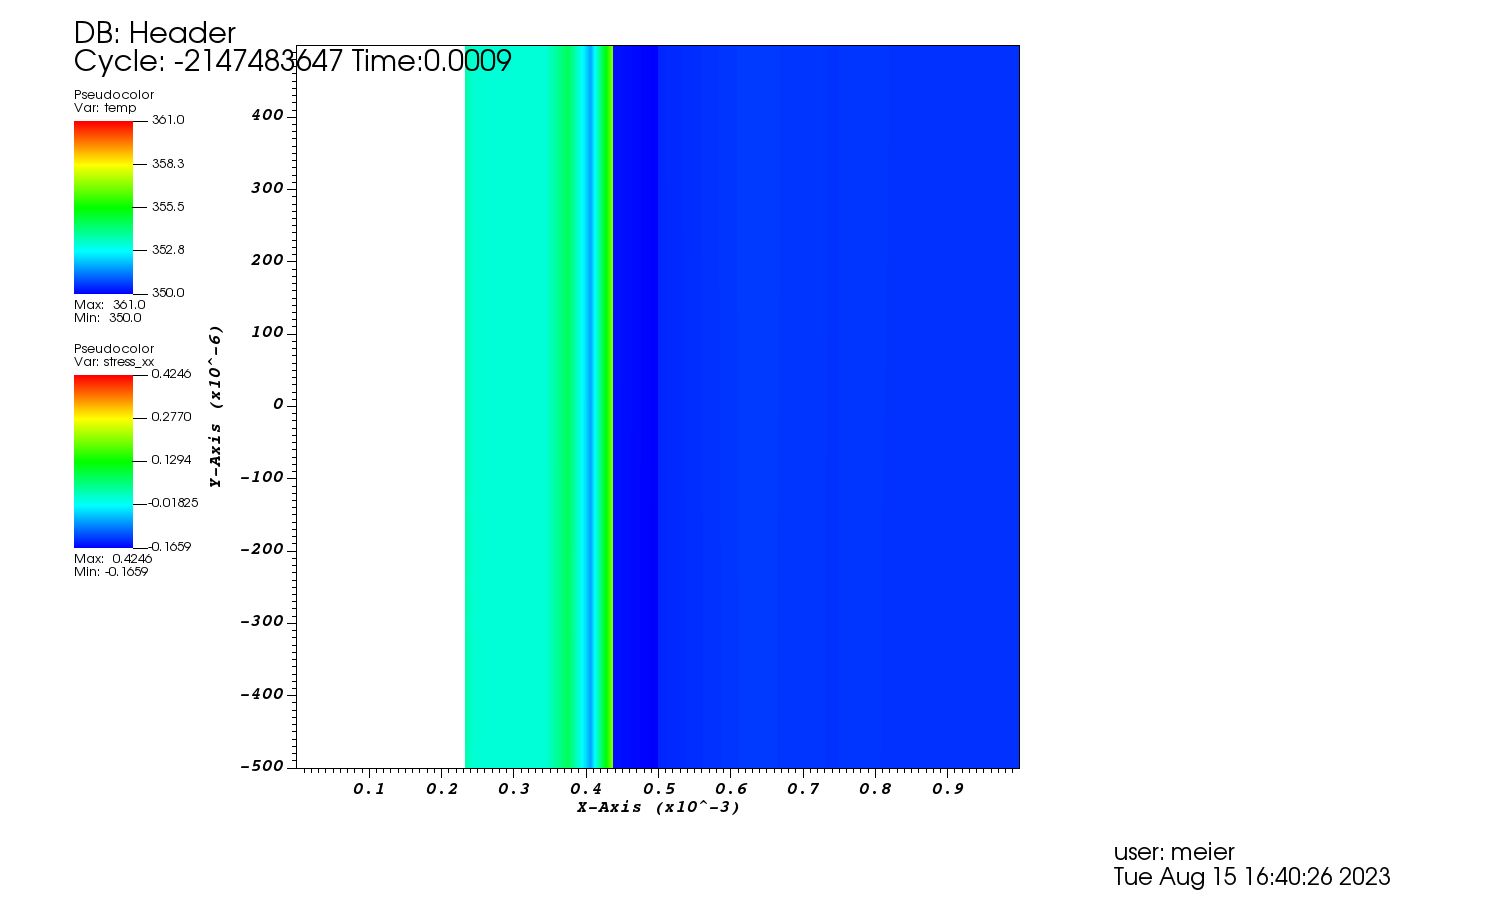 DB: Header
Cycle: -2147483647 Time:0.0009
Pseudocolor
Var: temp
361.0
358.3
355.5
352.8
350.0
Max: 361.0
Min: 350.0
Pseudocolor
Var: stress_xx
0.4246
0.2770
0.1294
-0.01825
-0.1659
Max: 0.4246
Min: -0.1659
Y-Axis (x10^-6)
400
300
200
100
0
-100
-200
-300
-400
-500
0.1 0.2 0.3 0.4 0.5 0.6 0.7 0.8 0.9
X-Axis (x10^-3)
user: meier
Tue Aug 15 16:40:26 2023